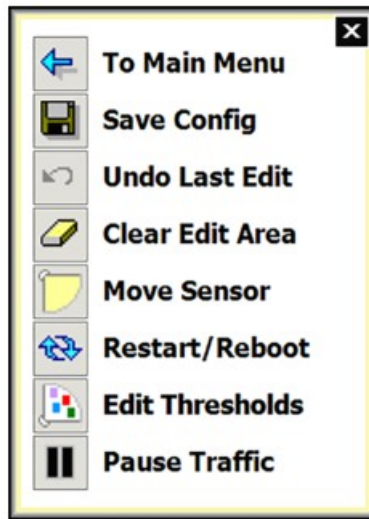 To Main Menu
Save Config
Undo Last Edit
Clear Edit Area
Move Sensor
Restart/Reboot
Edit Thresholds
Pause Traffic